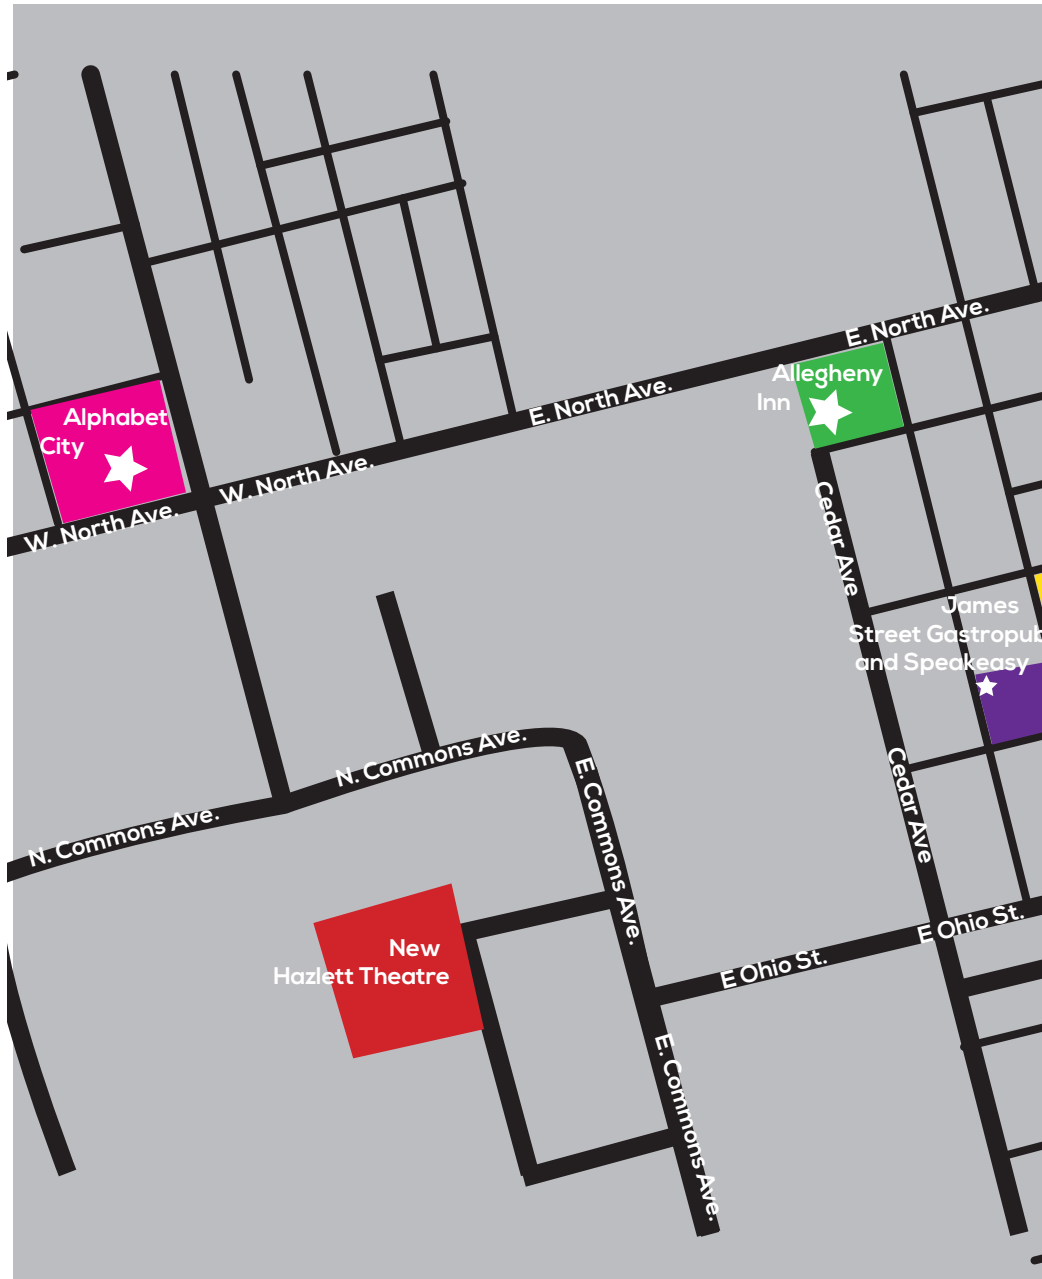 E. North Ave.
Allegheny
Inn
E. North Ave.
Alphabet
City
W. North Ave.
W. North Ave.
Cedar Ave
James
Street Gastropub
and Speakeasy
N. Commons Ave.
E. Commons Ave.
Cedar Ave
N. Commons Ave.
New
Hazlett Theatre
E Ohio St.
E Ohio St.
E. Commons Ave.